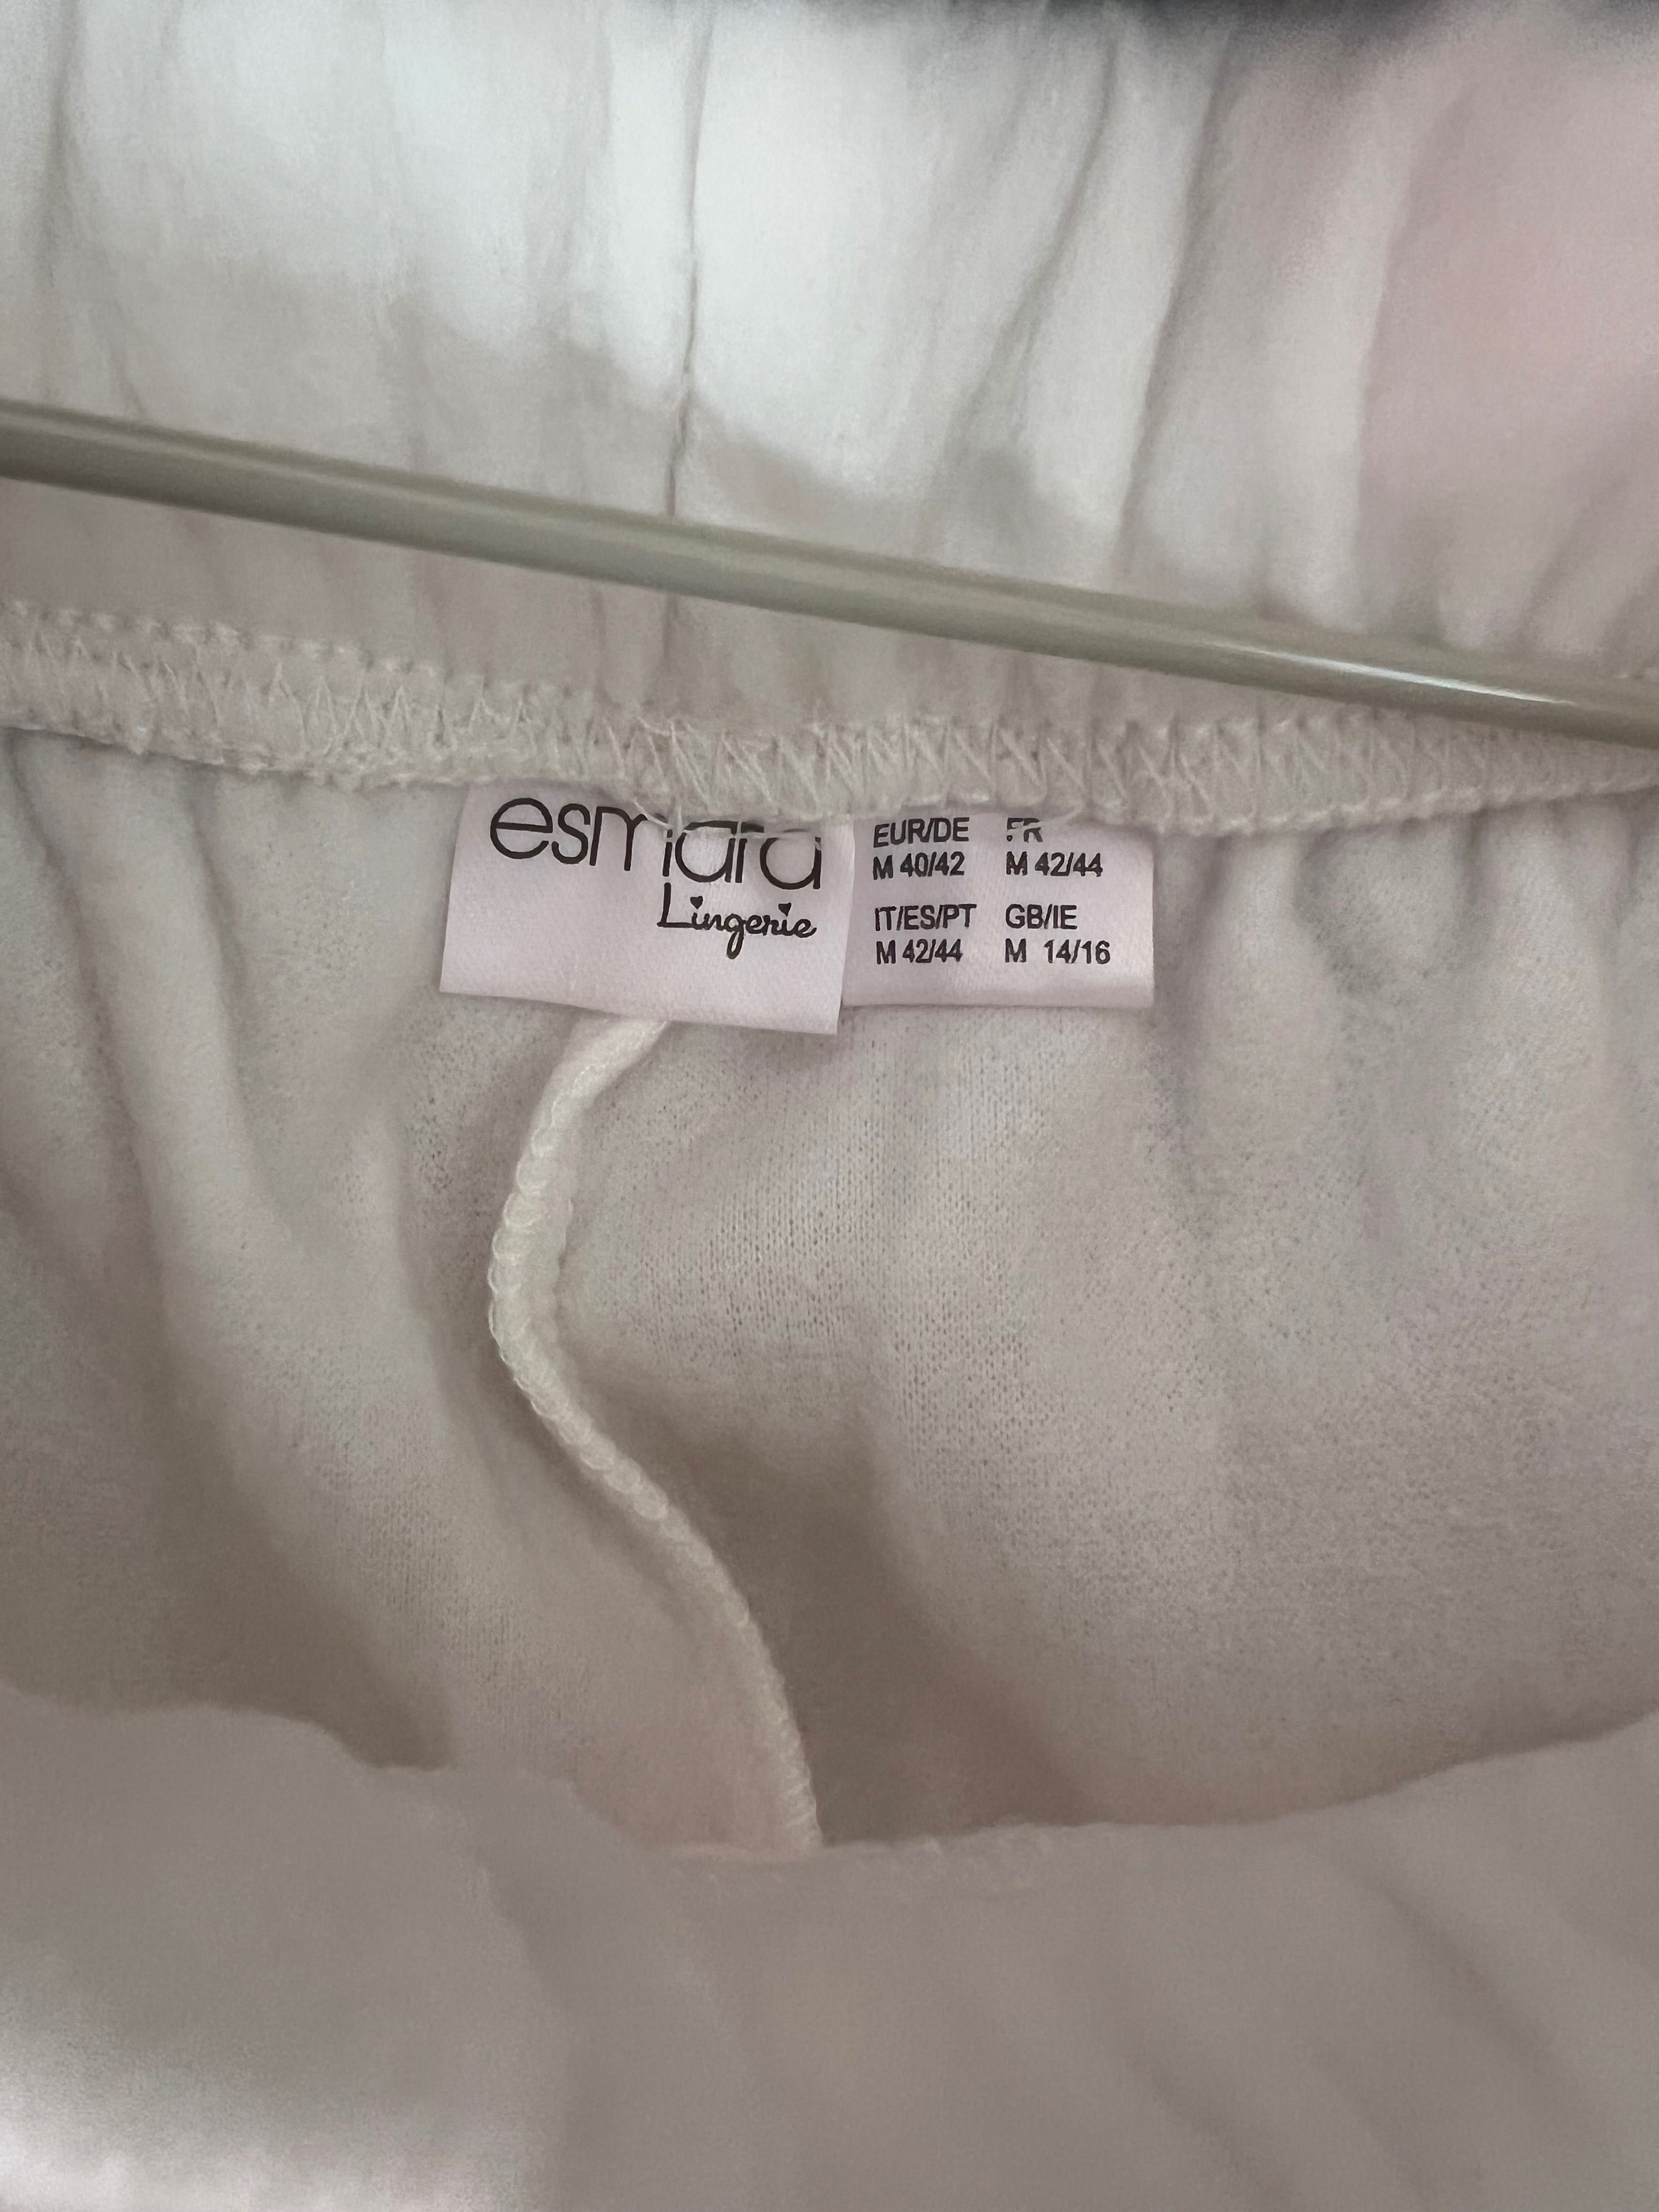 esmara
Lingerie
EUR/DE FR
M 40/42 M 42/44
IT/ES/PT GB/IE
M 42/44 M 14/16